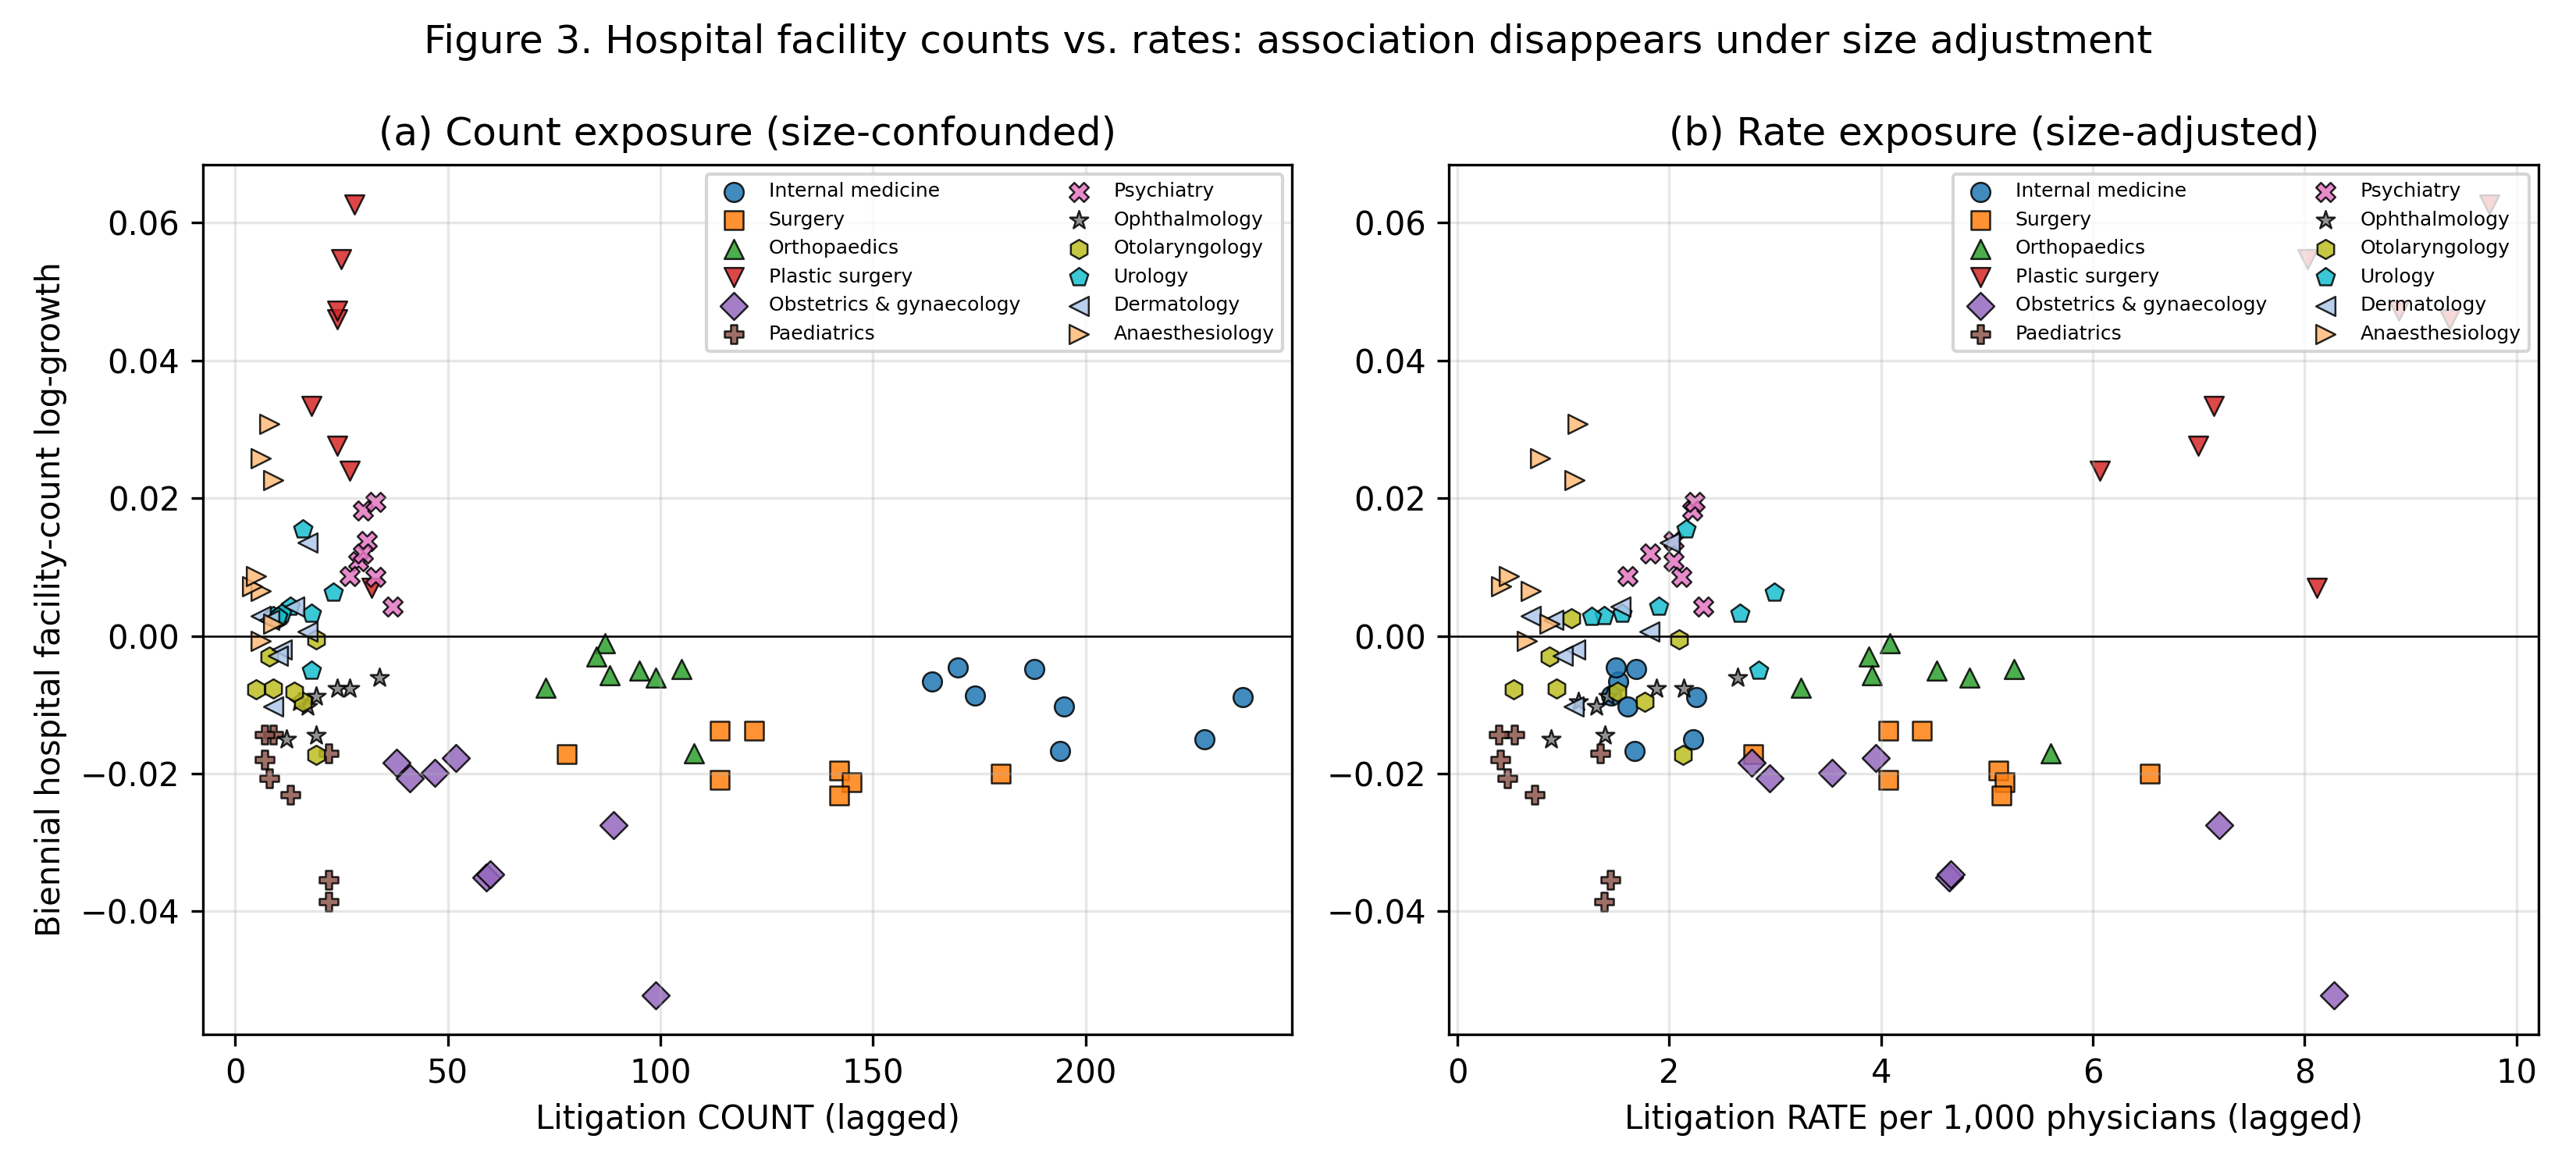 Figure 3. Hospital facility counts vs. rates: association disappears under size adjustment
(a) Count exposure (size-confounded)
Biennial hospital facility-count log-growth
0.06
0.04
0.02
0.00
−0.02
−0.04
Internal medicine
Surgery
Orthopaedics
Plastic surgery
Obstetrics & gynaecology
Paediatrics
Psychiatry
Ophthalmology
Otolaryngology
Urology
Dermatology
Anaesthesiology
0 50 100 150 200
Litigation COUNT (lagged)
(b) Rate exposure (size-adjusted)
0.06
0.04
0.02
0.00
−0.02
−0.04
Internal medicine
Surgery
Orthopaedics
Plastic surgery
Obstetrics & gynaecology
Paediatrics
Psychiatry
Ophthalmology
Otolaryngology
Urology
Dermatology
Anaesthesiology
0 2 4 6 8 10
Litigation RATE per 1,000 physicians (lagged)